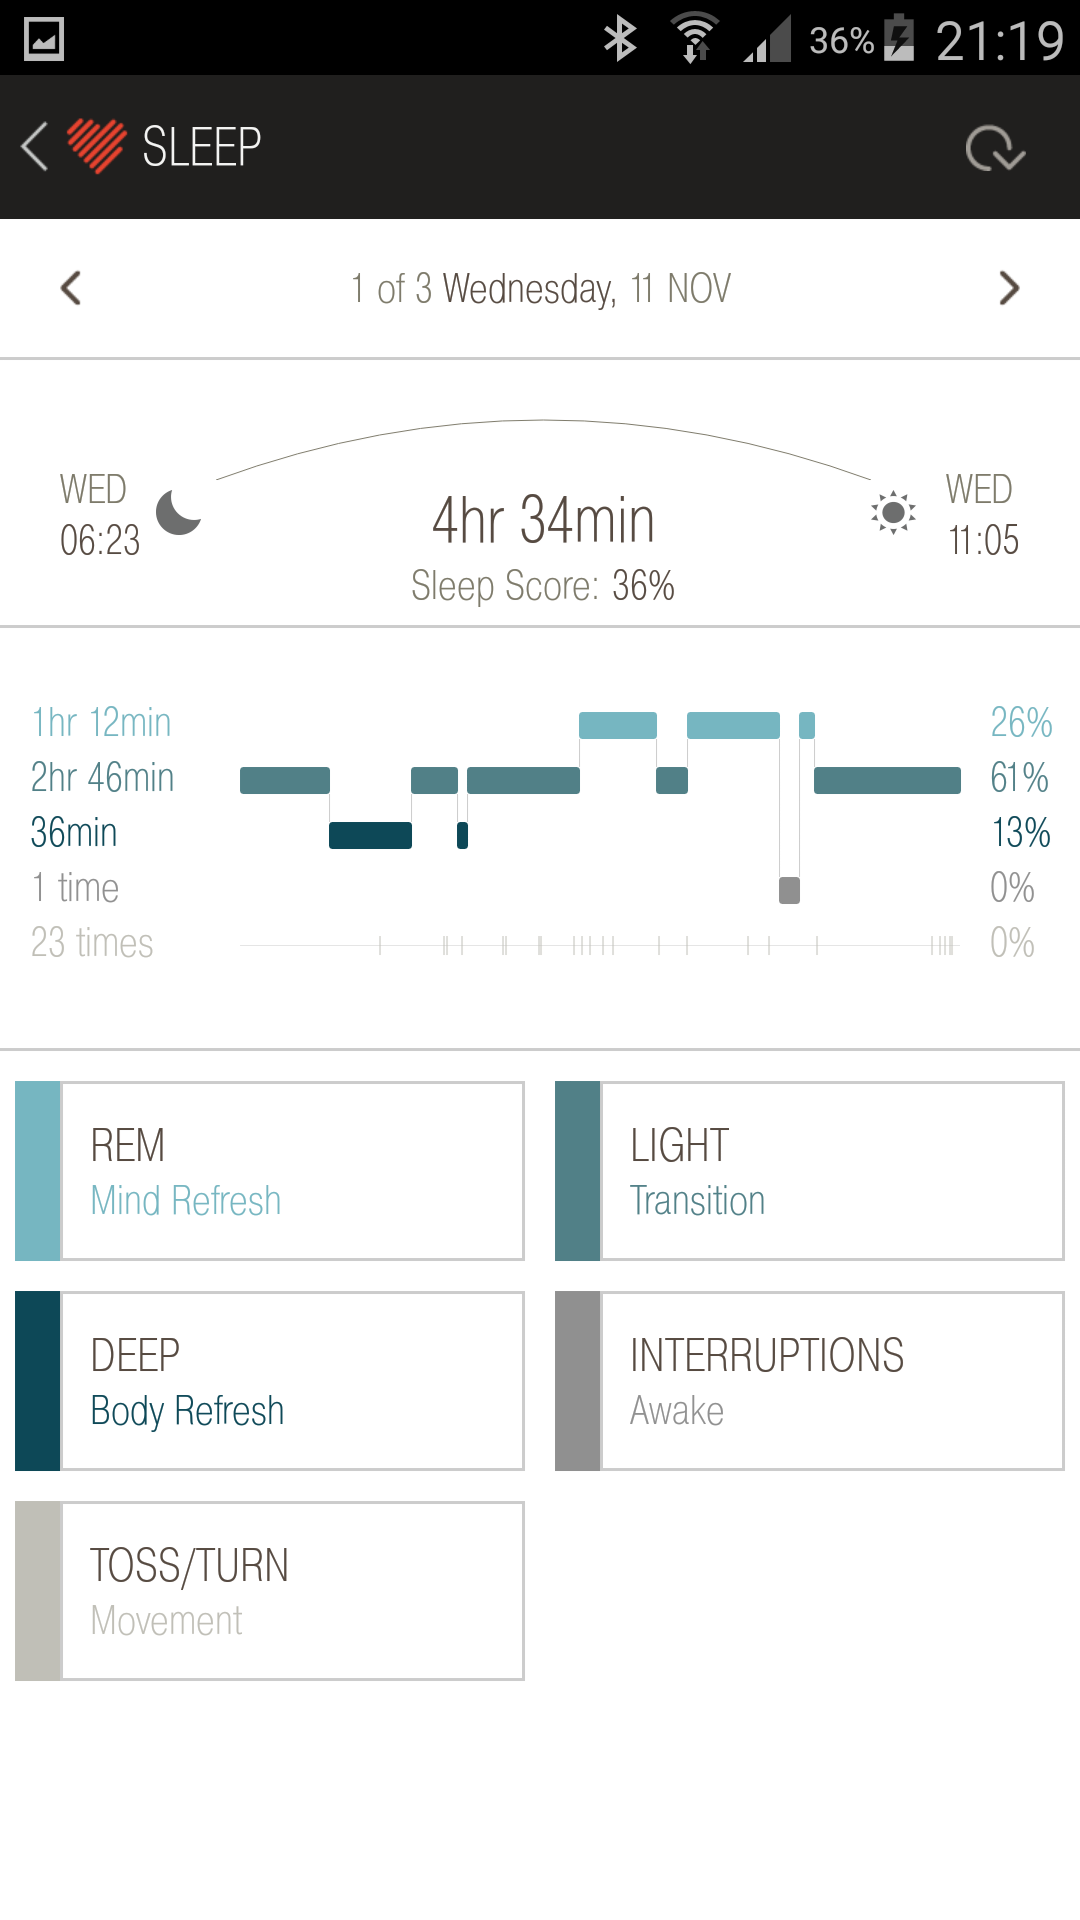 36% 21:19
SLEEP
1 of 3 Wednesday, 11 NOV
WED
06:23
4hr 34min
Sleep Score: 36%
WED
11:05
1hr 12min 26%
2hr 46min 61%
36min 13%
1 time 0%
23 times 0%
REM
Mind Refresh
LIGHT
Transition
DEEP
Body Refresh
INTERRUPTIONS
Awake
TOSS/TURN
Movement